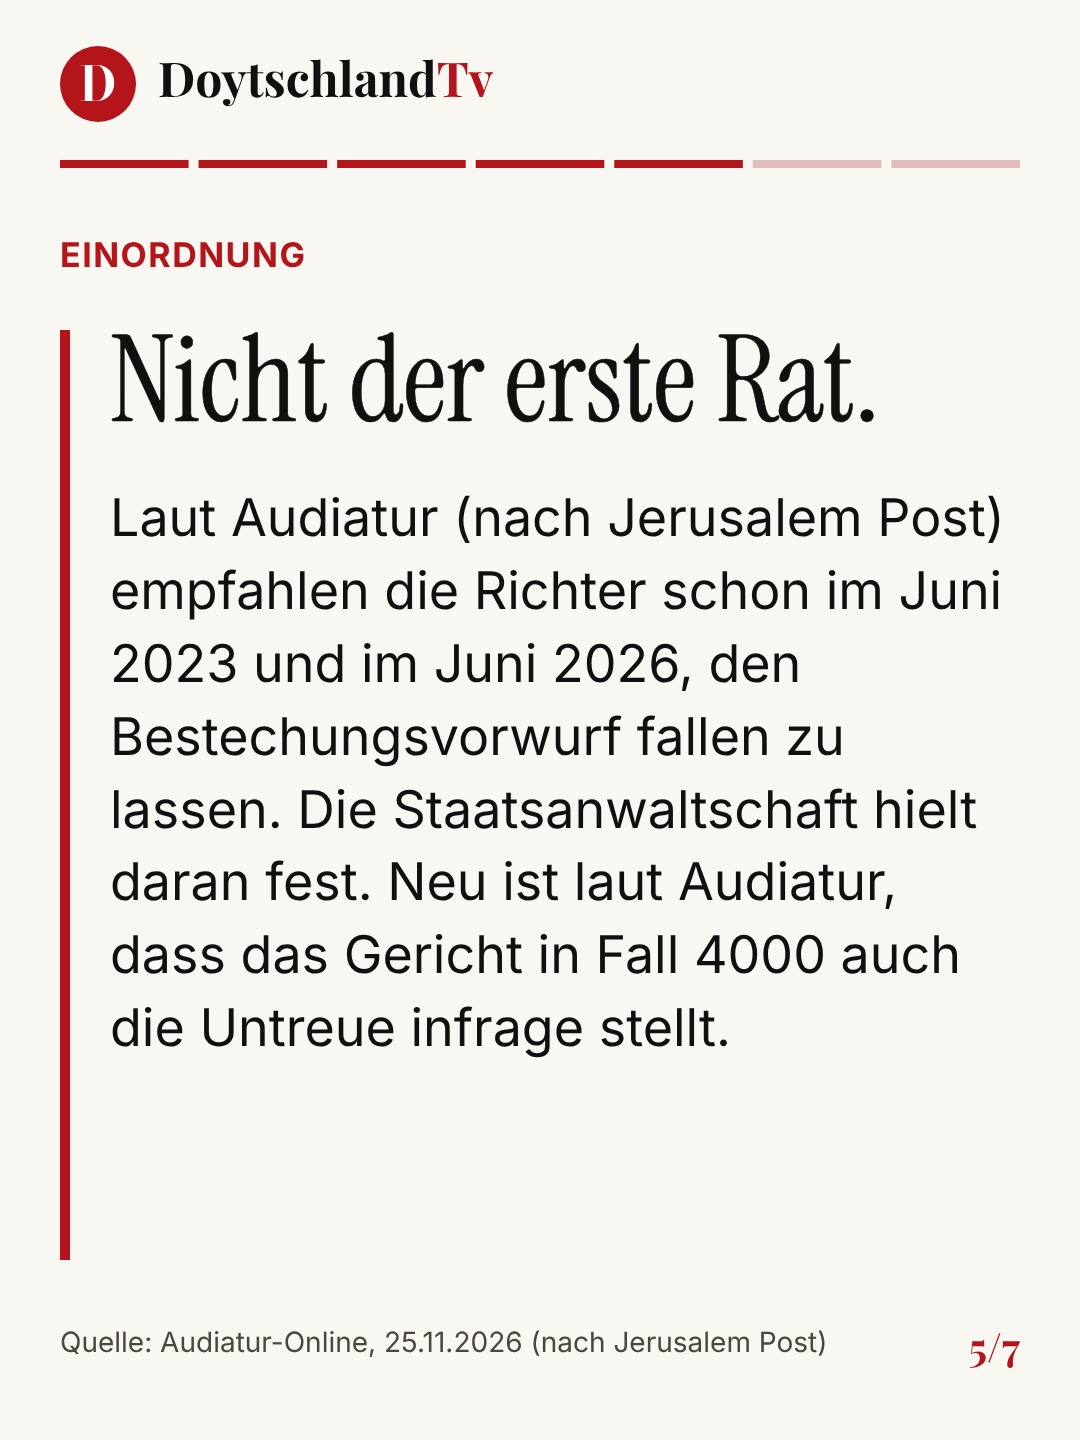 D
DoytschlandTv
EINORDNUNG
Nicht der erste Rat.
Laut Audiatur (nach Jerusalem Post)
empfahlen die Richter schon im Juni
2023 und im Juni 2026, den
Bestechungsvorwurf fallen zu
lassen. Die Staatsanwaltschaft hielt
daran fest. Neu ist laut Audiatur,
dass das Gericht in Fall 4000 auch
die Untreue infrage stellt.
Quelle: Audiatur-Online, 25.11.2026 (nach Jerusalem Post)
5/7